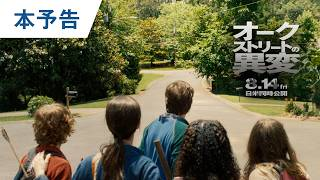 本予告
オーク
ストリートの
異変
8.14 fri
日米同時公開